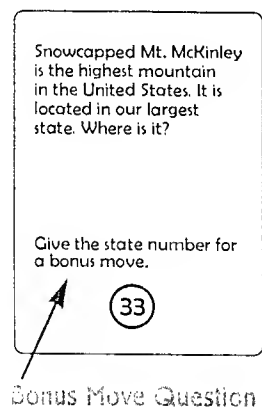 Snowcapped Mt. McKinley
is the highest mountain
in the United States. It is
located in our largest
state. Where is it?
Give the state number for
a bonus move.
33
Bonus Move Question